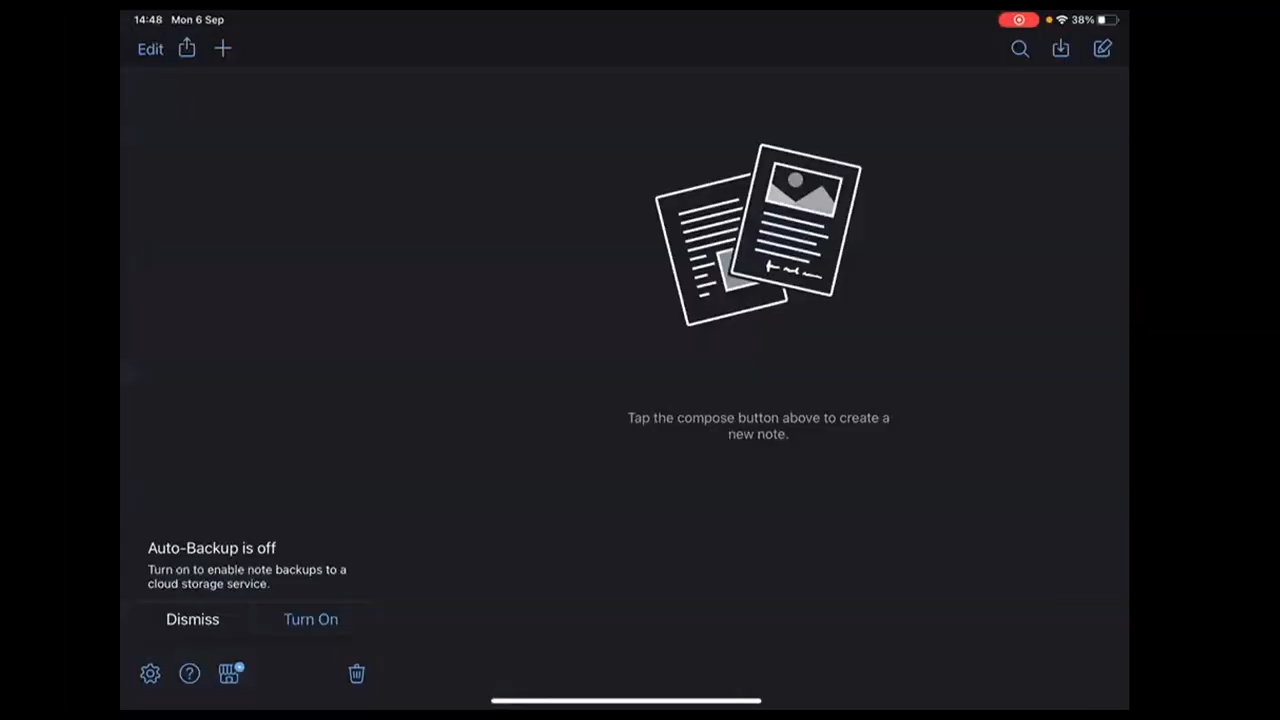 14:48 Mon 6 Sep
38%
Edit
Tap the compose button above to create a
new note.
Auto-Backup is off
Turn on to enable note backups to a
cloud storage service.
Dismiss
Turn On
?